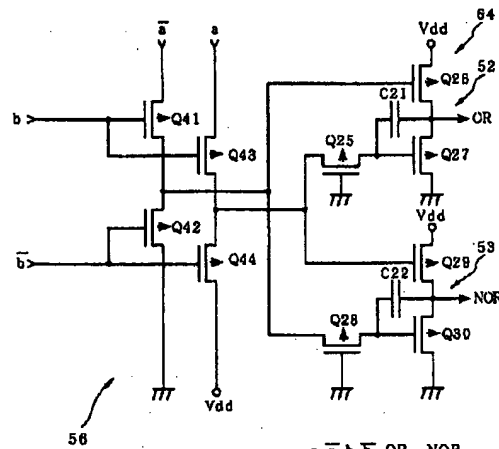 a̅ a
64
Vdd
52
Q26
C21
OR
b
Q41
Q43
Q25
Q27
Vdd
Q42
b̅
Q44
Q29
C22
53
NOR
Q28
Q30
Vdd
56